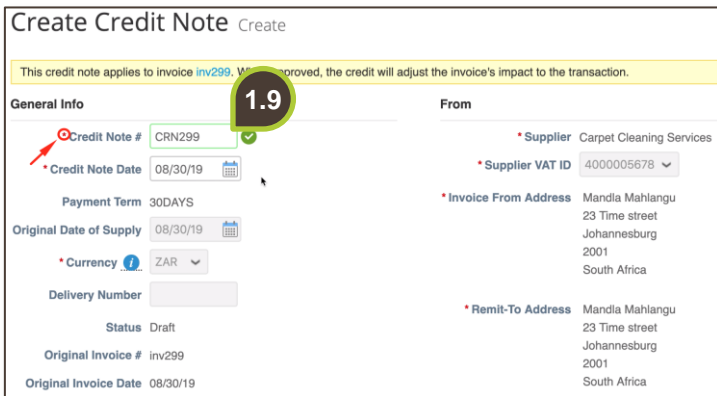 Create Credit Note Create
This credit note applies to invoice inv299. proved, the credit will adjust the invoice's impact to the transaction.
1.9
General Info
* Credit Note # CRN299
* Credit Note Date 08/30/19
Payment Term 30DAYS
Original Date of Supply 08/30/19
* Currency i ZAR
Delivery Number
Status Draft
Original Invoice # inv299
Original Invoice Date 08/30/19
From
* Supplier Carpet Cleaning Services
* Supplier VAT ID 4000005678
* Invoice From Address Mandla Mahlangu
23 Time street
Johannesburg
2001
South Africa
* Remit-To Address Mandla Mahlangu
23 Time street
Johannesburg
2001
South Africa